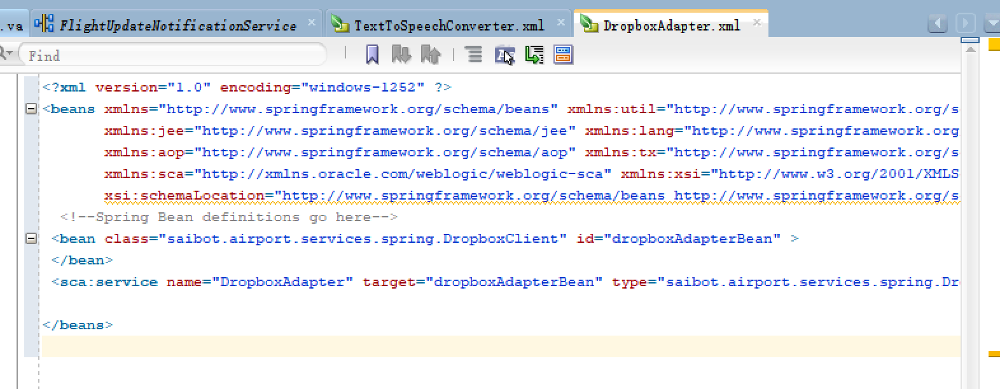 .va
FlightUpdateNotificationService
TextToSpeechConverter.xml
DropboxAdapter.xml
Find
<?xml version="1.0" encoding="windows-1252" ?>
<beans xmlns="http://www.springframework.org/schema/beans" xmlns:util="http://www.springframework.org/s
xmlns:jee="http://www.springframework.org/schema/jee" xmlns:lang="http://www.springframework.org
xmlns:aop="http://www.springframework.org/schema/aop" xmlns:tx="http://www.springframework.org/s
xmlns:sca="http://xmlns.oracle.com/weblogic/weblogic-sca" xmlns:xsi="http://www.w3.org/2001/XMLS
xsi:schemaLocation="http://www.springframework.org/schema/beans http://www.springframework.org/s
<!--Spring Bean definitions go here-->
<bean class="saibot.airport.services.spring.DropboxClient" id="dropboxAdapterBean" >
</bean>
<sca:service name="DropboxAdapter" target="dropboxAdapterBean" type="saibot.airport.services.spring.Dr
</beans>